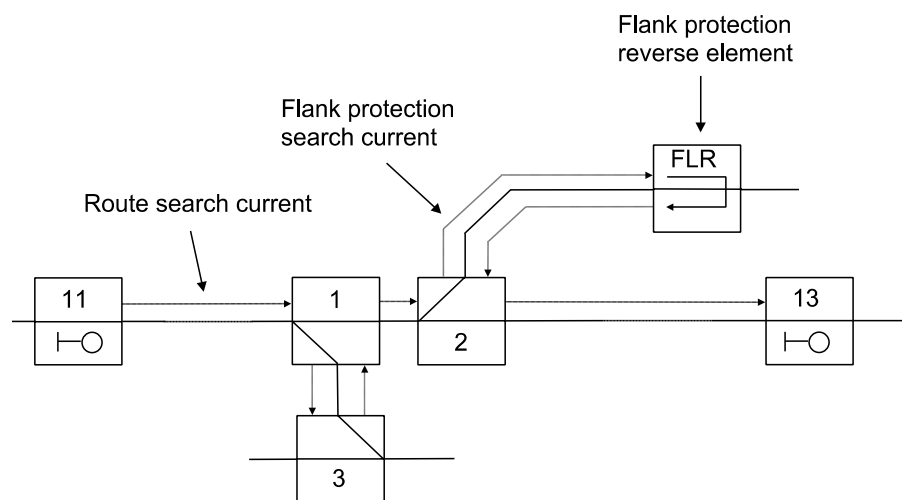 Flank protection
reverse element
Flank protection
search current
FLR
Route search current
11
1
2
13
3